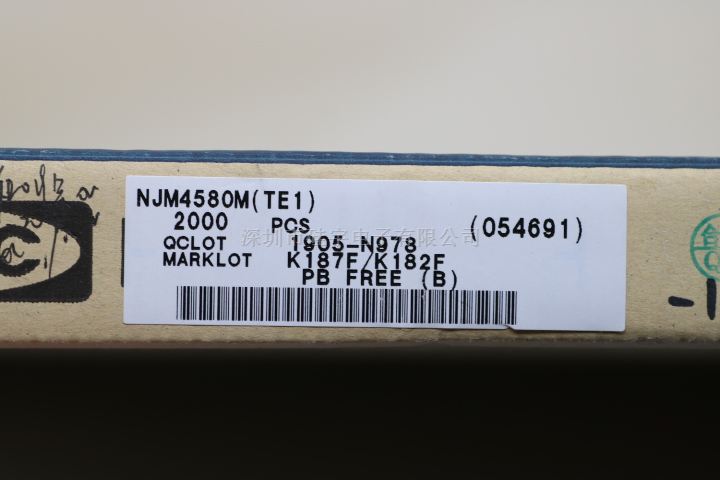 NJM4580M(TE1)
2000 PCS (054691)
QCLOT 1905-N978
MARKLOT K187F/K182F
PB FREE (B)